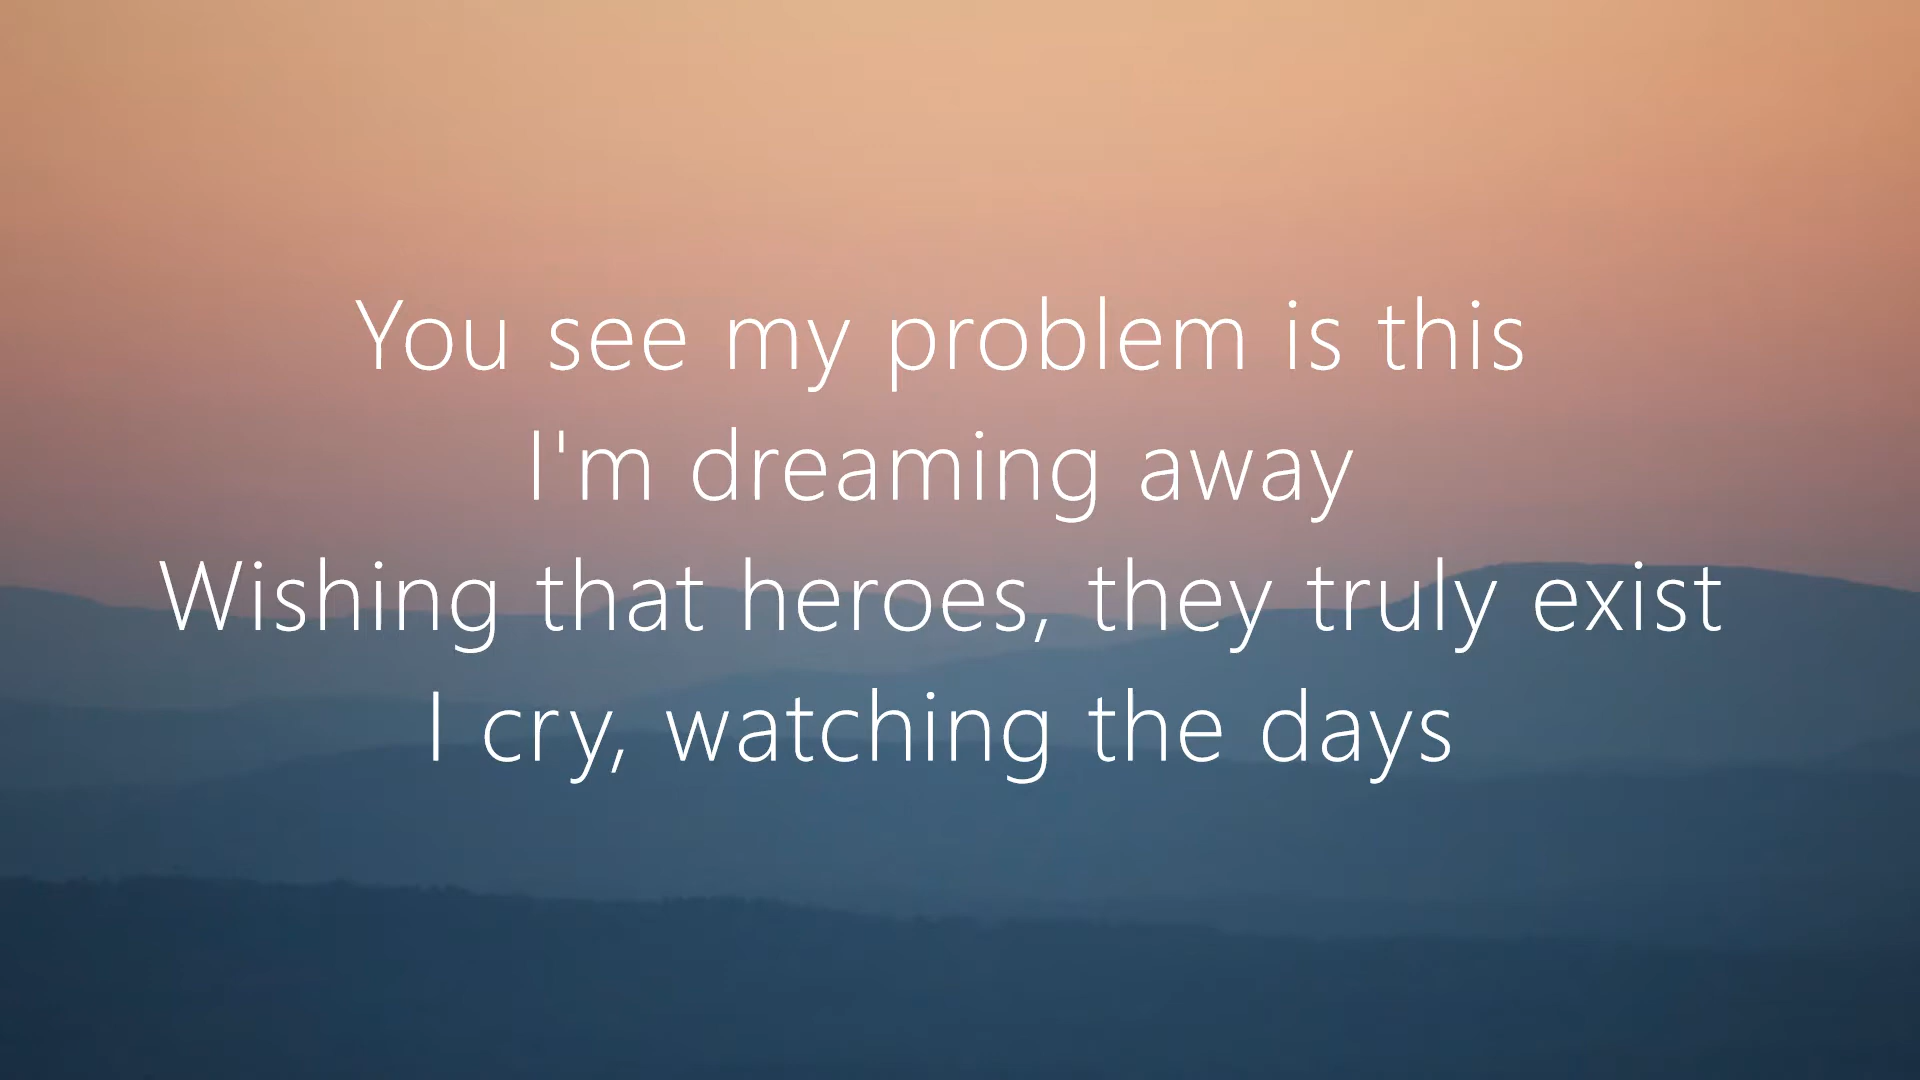 You see my problem is this
I'm dreaming away
Wishing that heroes, they truly exist
I cry, watching the days